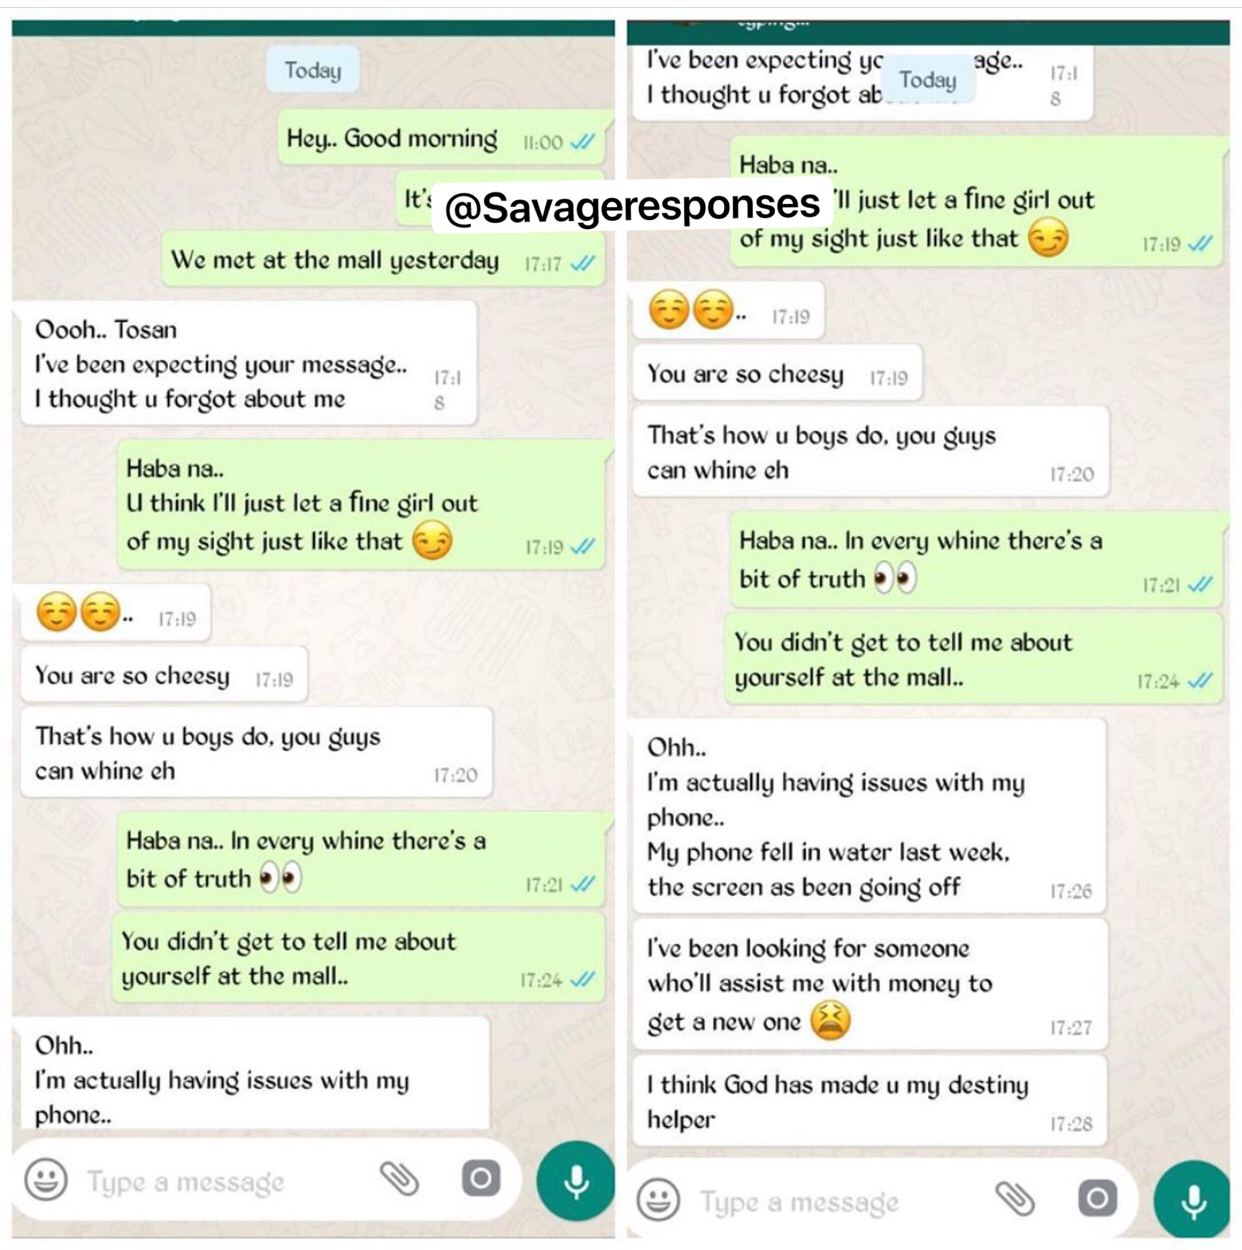 Today
Hey.. Good morning 11:00
It's
We met at the mall yesterday 17:17
Oooh.. Tosan
I've been expecting your message..
I thought u forgot about me 17:18
Haba na..
U think I'll just let a fine girl out
of my sight just like that 😏 17:19
☺️☺️.. 17:19
You are so cheesy 17:19
That's how u boys do, you guys
can whine eh 17:20
Haba na.. In every whine there's a
bit of truth 👀 17:21
You didn't get to tell me about
yourself at the mall.. 17:24
Ohh..
I'm actually having issues with my
phone..
Type a message
@Savageresponses
typing...
I've been expecting
Today
I thought u forgot 17:18
Haba na..
'll just let a fine girl out
of my sight just like that 😏 17:19
☺️☺️.. 17:19
You are so cheesy 17:19
That's how u boys do, you guys
can whine eh 17:20
Haba na.. In every whine there's a
bit of truth 👀 17:21
You didn't get to tell me about
yourself at the mall.. 17:24
Ohh..
I'm actually having issues with my
phone..
My phone fell in water last week,
the screen as been going off 17:26
I've been looking for someone
who'll assist me with money to
get a new one 😫 17:27
I think God has made u my destiny
helper 17:28
Type a message